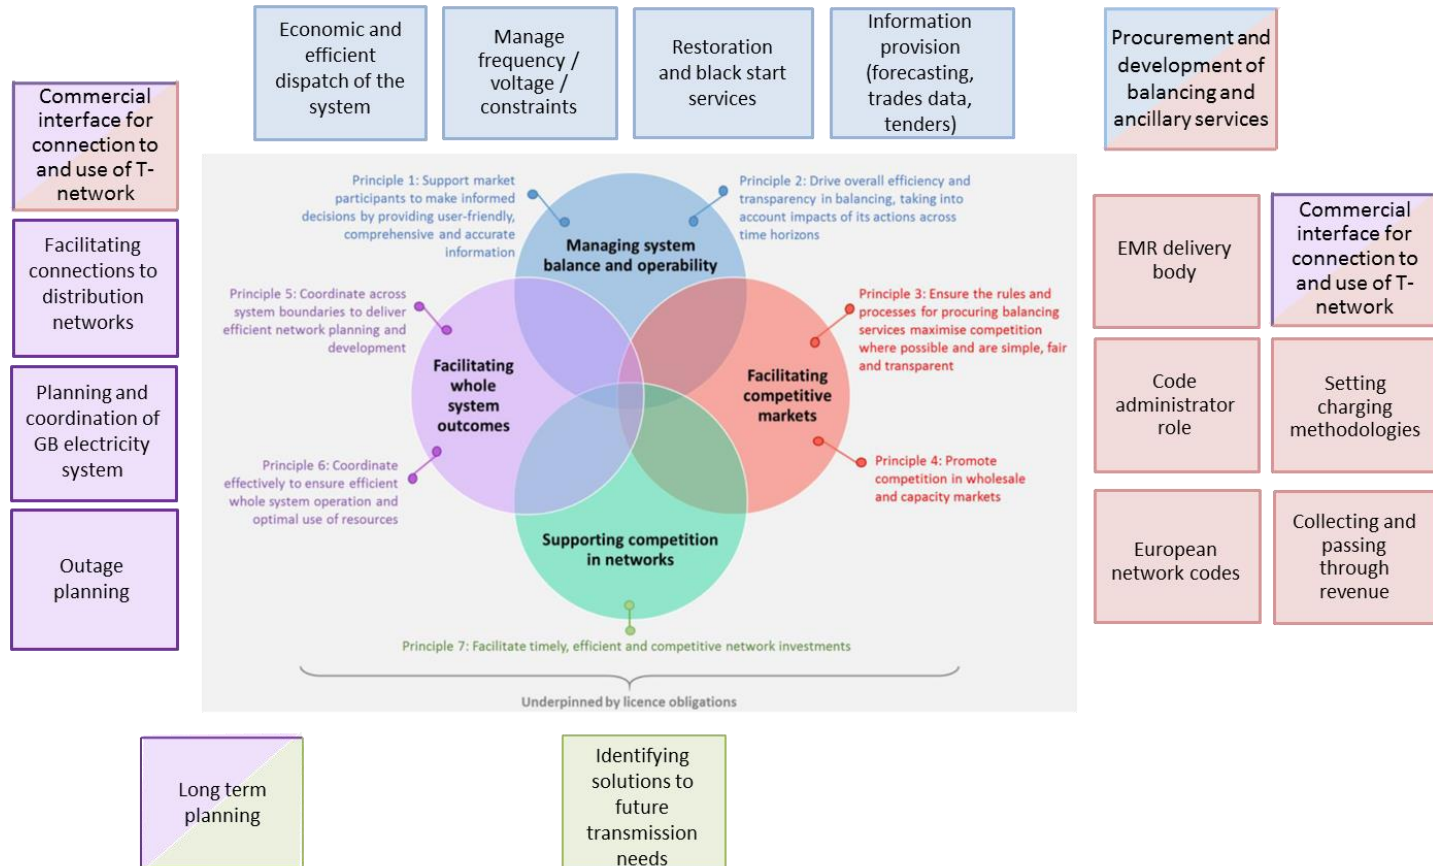 Economic and
efficient
dispatch of the
system
Manage
frequency /
voltage /
constraints
Restoration
and black start
services
Information
provision
(forecasting,
trades data,
tenders)
Procurement and
development of
balancing and
ancillary services
Commercial
interface for
connection to
and use of T-
network
Facilitating
connections to
distribution
networks
Planning and
coordination of
GB electricity
system
Outage
planning
Principle 1: Support market
participants to make informed
decisions by providing user-friendly,
comprehensive and accurate
information
Principle 2: Drive overall efficiency and
transparency in balancing, taking into
account impacts of its actions across
time horizons
Managing system
balance and operability
Principle 5: Coordinate across
system boundaries to deliver
efficient network planning and
development
Principle 3: Ensure the rules and
processes for procuring balancing
services maximise competition
where possible and are simple, fair
and transparent
Facilitating
whole
system
outcomes
Facilitating
competitive
markets
Principle 6: Coordinate
effectively to ensure efficient
whole system operation and
optimal use of resources
Principle 4: Promote
competition in wholesale
and capacity markets
Supporting competition
in networks
Principle 7: Facilitate timely, efficient and competitive network investments
Underpinned by licence obligations
EMR delivery
body
Commercial
interface for
connection to
and use of T-
network
Code
administrator
role
Setting
charging
methodologies
European
network codes
Collecting and
passing
through
revenue
Long term
planning
Identifying
solutions to
future
transmission
needs